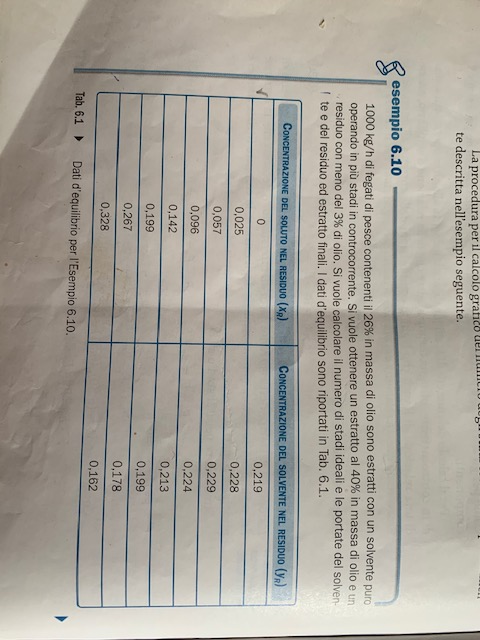 La procedura per il calcolo grafico del numero
te descritta nell'esempio seguente.
esempio 6.10
1000 kg/h di fegati di pesce contenenti il 26% in massa di olio sono estratti con un solvente puro
operando in più stadi in controcorrente. Si vuole ottenere un estratto al 40% in massa di olio e un
residuo con meno del 3% di olio. Si vuole calcolare il numero di stadi ideali e le portate del solven-
te e del residuo ed estratto finali. I dati d'equilibrio sono riportati in Tab. 6.1.
CONCENTRAZIONE DEL SOLUTO NEL RESIDUO (xR) CONCENTRAZIONE DEL SOLVENTE NEL RESIDUO (yR)
0 0,219
0,025 0,228
0,057 0,229
0,096 0,224
0,142 0,213
0,199 0,199
0,267 0,178
0,328 0,162
Tab. 6.1 Dati d'equilibrio per l'Esempio 6.10.